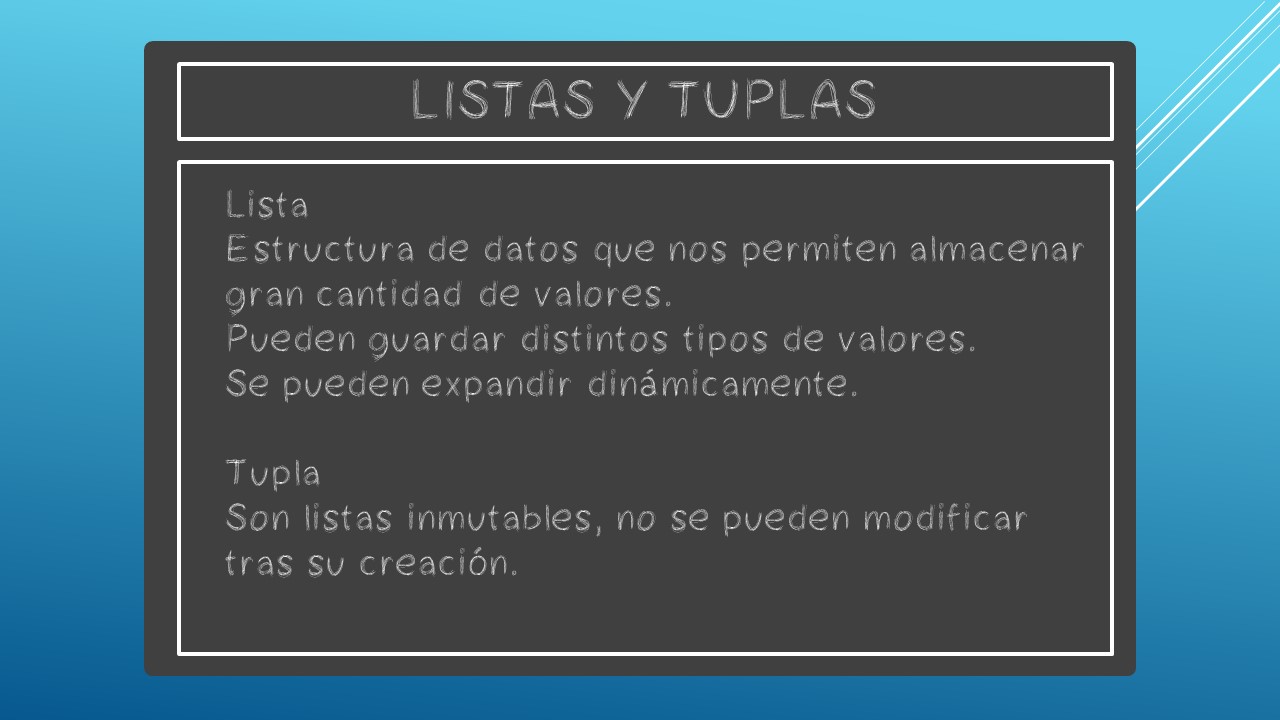 LISTAS Y TUPLAS
Lista
Estructura de datos que nos permiten almacenar
gran cantidad de valores.
Pueden guardar distintos tipos de valores.
Se pueden expandir dinámicamente.
Tupla
Son listas inmutables, no se pueden modificar
tras su creación.